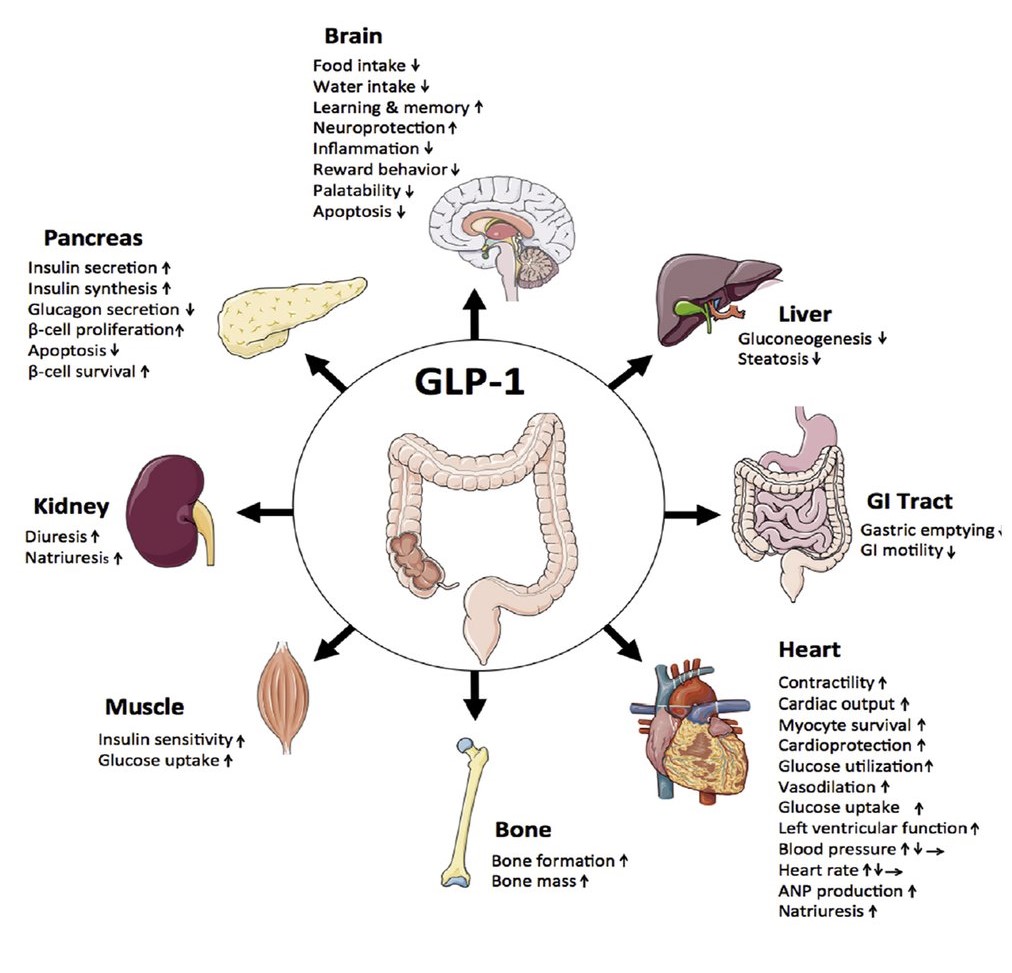 Brain
Food intake ↓
Water intake ↓
Learning & memory ↑
Neuroprotection ↑
Inflammation ↓
Reward behavior ↓
Palatability ↓
Apoptosis ↓
Pancreas
Insulin secretion ↑
Insulin synthesis ↑
Glucagon secretion ↓
β-cell proliferation↑
Apoptosis ↓
β-cell survival ↑
Liver
Gluconeogenesis ↓
Steatosis ↓
GLP-1
Kidney
Diuresis ↑
Natriuresis ↑
GI Tract
Gastric emptying ↓
GI motility ↓
Muscle
Insulin sensitivity ↑
Glucose uptake ↑
Heart
Contractility ↑
Cardiac output ↑
Myocyte survival ↑
Cardioprotection ↑
Glucose utilization↑
Vasodilation ↑
Glucose uptake ↑
Left ventricular function ↑
Blood pressure ↑↓→
Heart rate ↑↓→
ANP production ↑
Natriuresis ↑
Bone
Bone formation ↑
Bone mass ↑